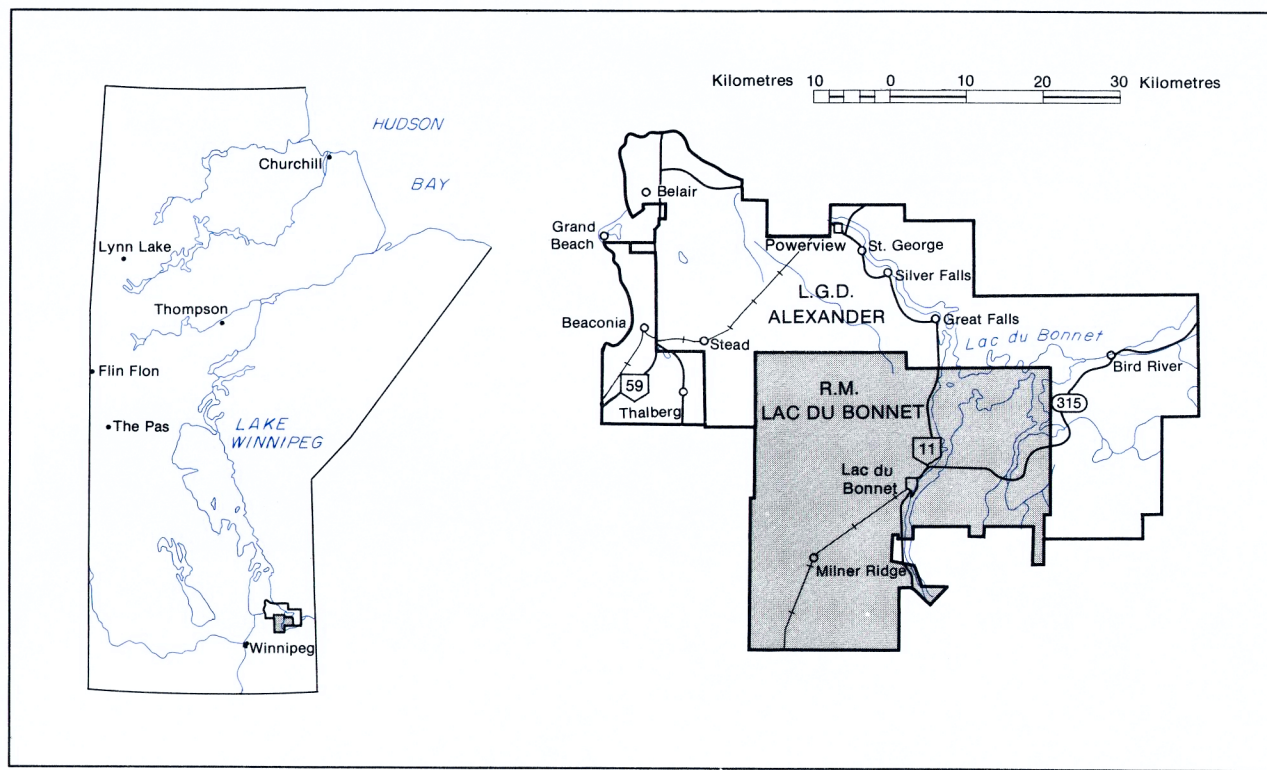 HUDSON
BAY
Churchill
Lynn Lake
Thompson
Flin Flon
The Pas
LAKE
WINNIPEG
Winnipeg
Kilometres 10 0 10 20 30 Kilometres
Belair
Grand
Beach
Powerview
St. George
Silver Falls
L.G.D.
ALEXANDER
Great Falls
Beaconia
Stead
Lac du Bonnet
Bird River
59
Thalberg
R.M.
LAC DU BONNET
315
11
Lac du
Bonnet
Milner Ridge